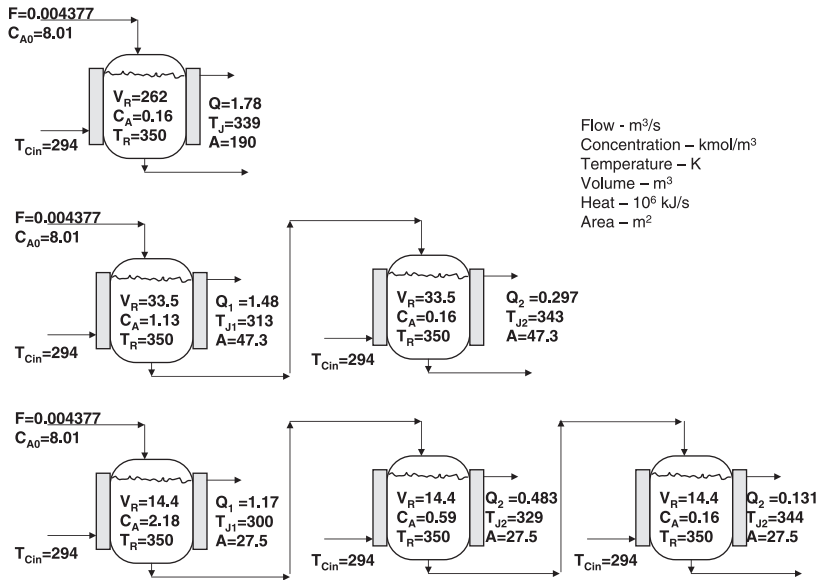 F=0.004377
C_A0=8.01
V_R=262
C_A=0.16
T_R=350
Q=1.78
T_J=339
A=190
T_Cin=294
Flow - m³/s
Concentration – kmol/m³
Temperature – K
Volume – m³
Heat – 10⁶ kJ/s
Area – m²
F=0.004377
C_A0=8.01
V_R=33.5
C_A=1.13
T_R=350
Q₁=1.48
T_J1=313
A=47.3
T_Cin=294
V_R=33.5
C_A=0.16
T_R=350
Q₂=0.297
T_J2=343
A=47.3
T_Cin=294
F=0.004377
C_A0=8.01
V_R=14.4
C_A=2.18
T_R=350
Q₁=1.17
T_J1=300
A=27.5
T_Cin=294
V_R=14.4
C_A=0.59
T_R=350
Q₂=0.483
T_J2=329
A=27.5
T_Cin=294
V_R=14.4
C_A=0.16
T_R=350
Q₂=0.131
T_J2=344
A=27.5
T_Cin=294